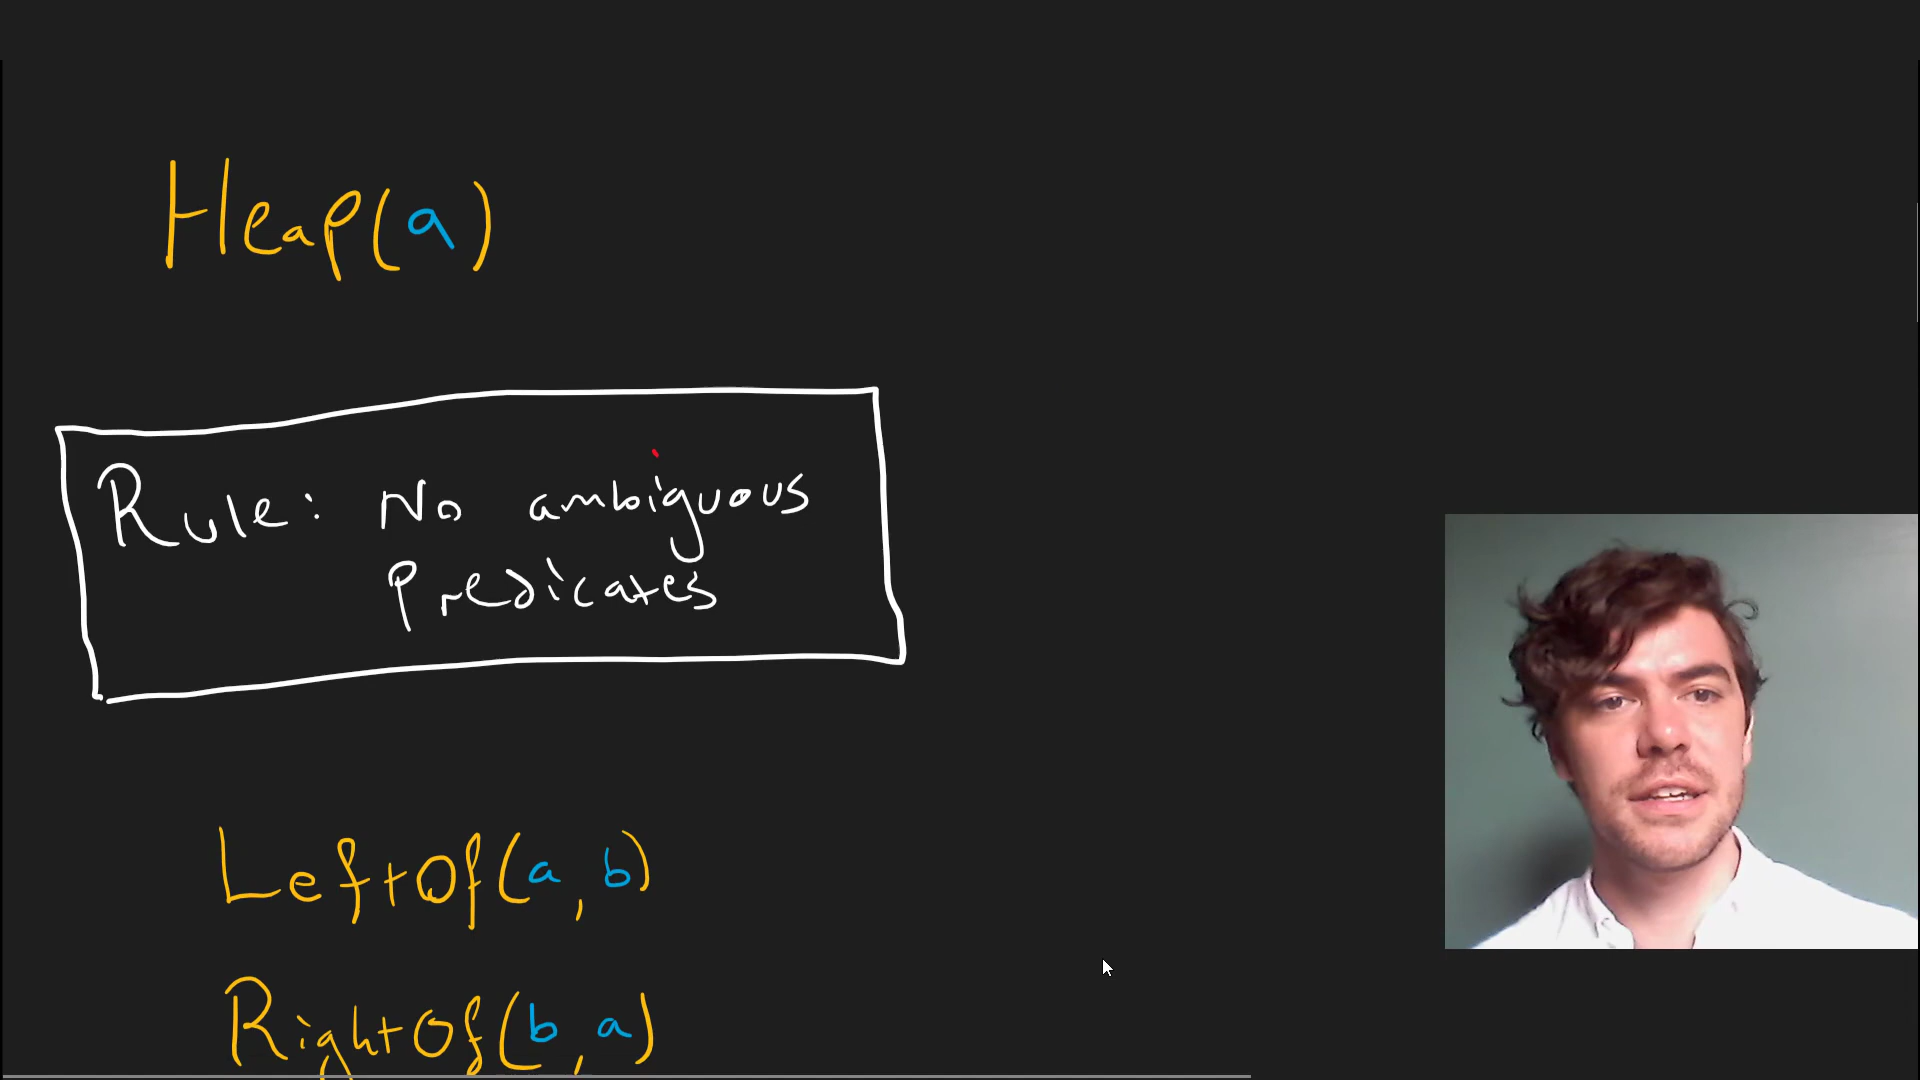 Heap(a)
Rule: No ambiguous
Predicates
LeftOf(a, b)
RightOf(b, a)